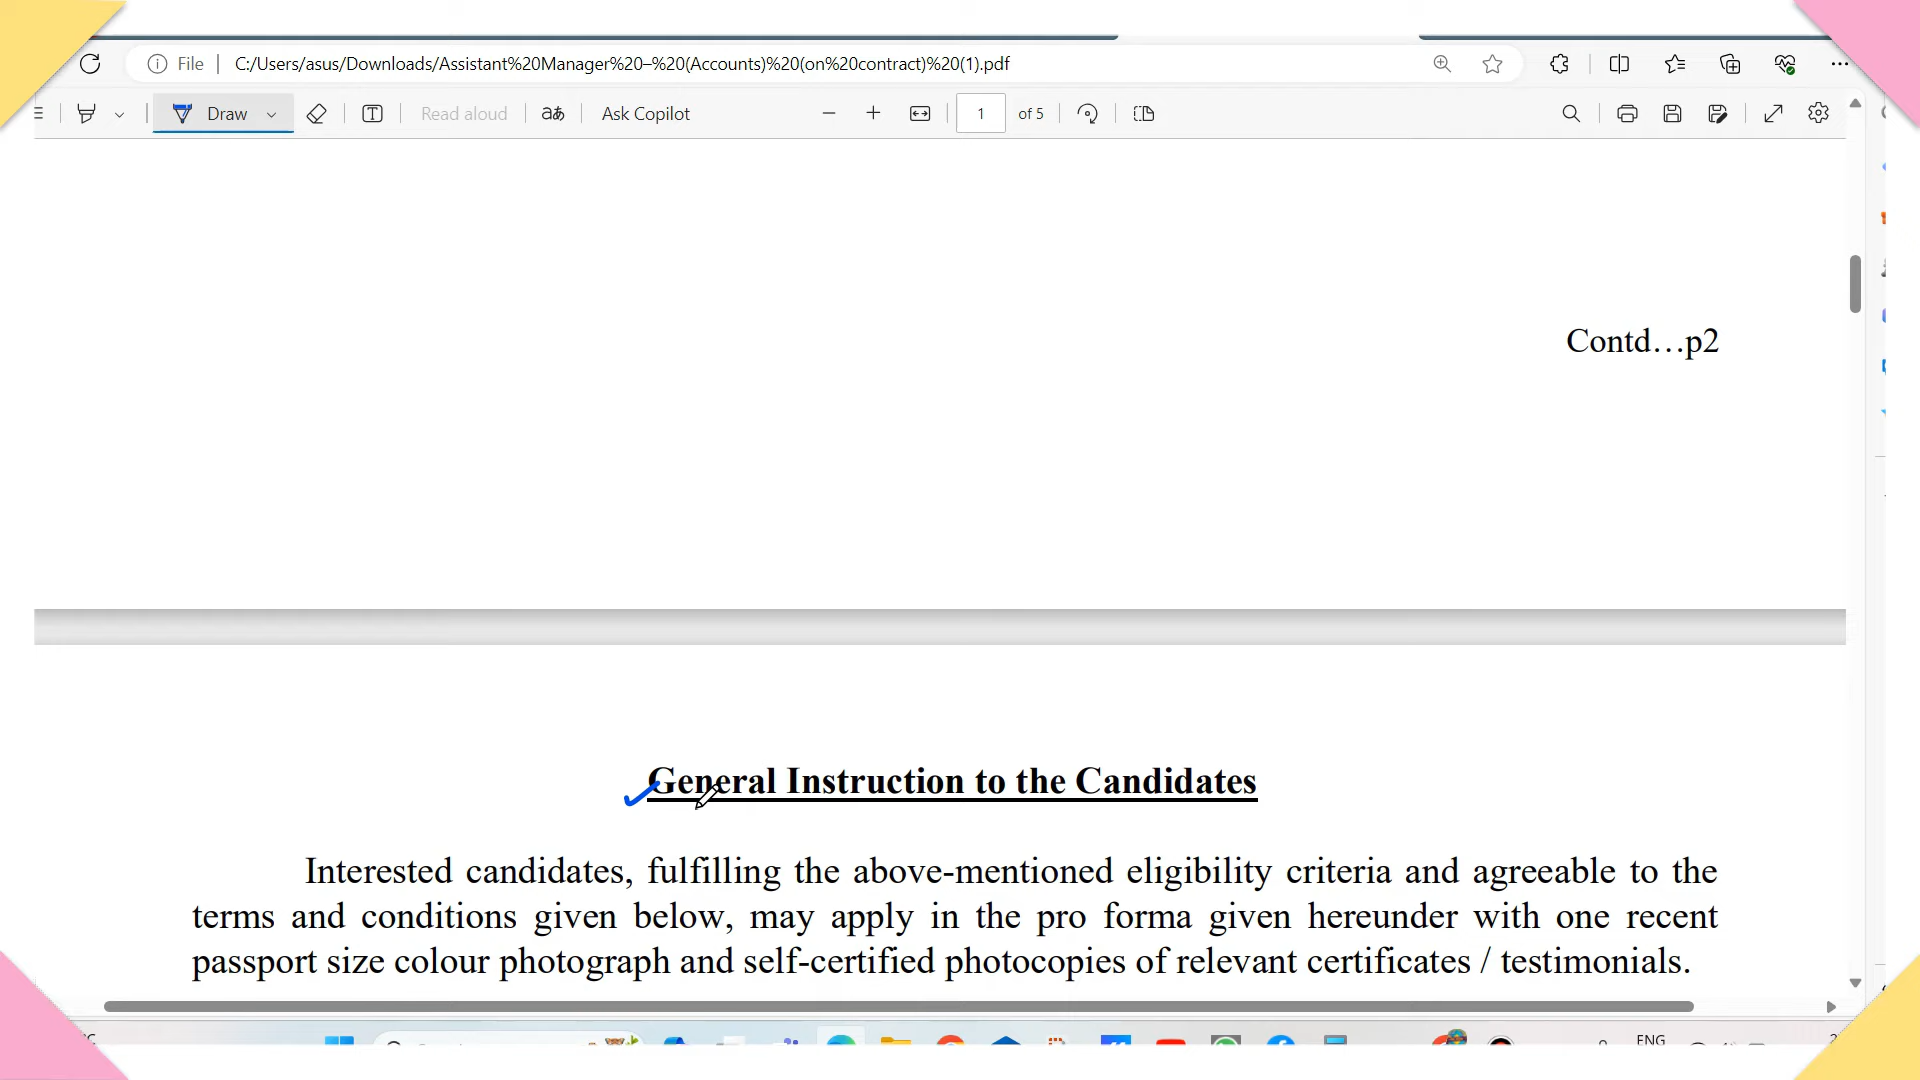 File
C:/Users/asus/Downloads/Assistant%20Manager%20–%20(Accounts)%20(on%20contract)%20(1).pdf
Draw
T
Read aloud
aあ
Ask Copilot
1
of 5
Contd…p2
General Instruction to the Candidates
Interested candidates, fulfilling the above-mentioned eligibility criteria and agreeable to the
terms and conditions given below, may apply in the pro forma given hereunder with one recent
passport size colour photograph and self-certified photocopies of relevant certificates / testimonials.
ENG